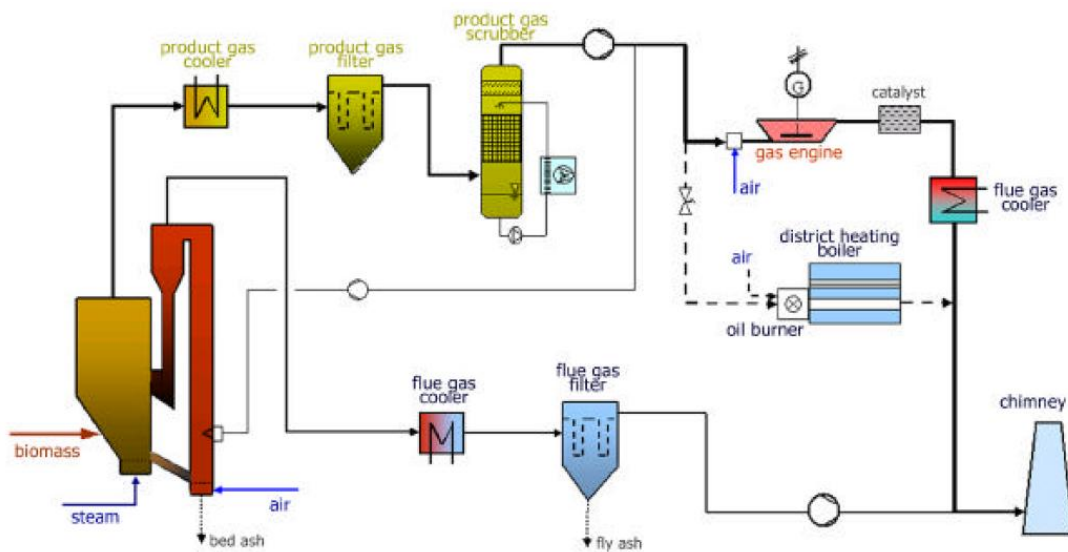 product gas
cooler
product gas
filter
product gas
scrubber
G
catalyst
gas engine
air
flue gas
cooler
district heating
boiler
air
oil burner
flue gas
cooler
flue gas
filter
chimney
biomass
steam
air
bed ash
fly ash